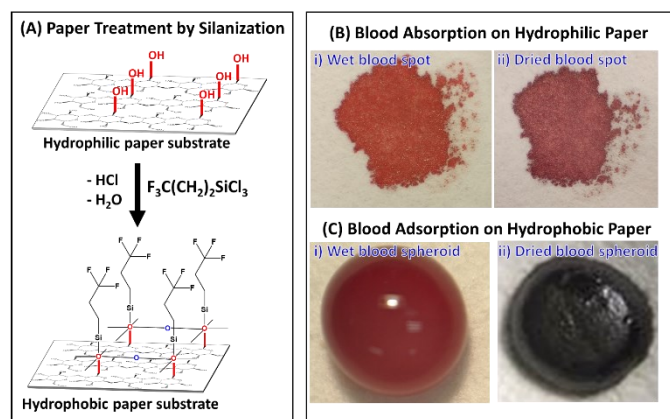 (A) Paper Treatment by Silanization
OH
OH
OH
OH
OH
OH
Hydrophilic paper substrate
- HCl
- H₂O
F₃C(CH₂)₂SiCl₃
F
F
F
F
F
F
F
F
F
F
F
F
Si
Si
Si
Si
O
O
O
O
O
O
Hydrophobic paper substrate
(B) Blood Absorption on Hydrophilic Paper
i) Wet blood spot
ii) Dried blood spot
(C) Blood Adsorption on Hydrophobic Paper
i) Wet blood spheroid
ii) Dried blood spheroid